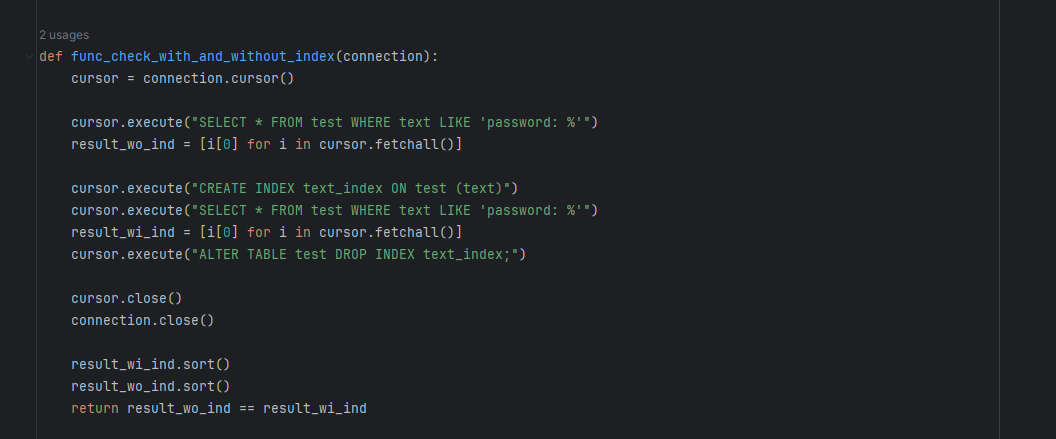 2 usages
def func_check_with_and_without_index(connection):
    cursor = connection.cursor()

    cursor.execute("SELECT * FROM test WHERE text LIKE 'password: %'")
    result_wo_ind = [i[0] for i in cursor.fetchall()]

    cursor.execute("CREATE INDEX text_index ON test (text)")
    cursor.execute("SELECT * FROM test WHERE text LIKE 'password: %'")
    result_wi_ind = [i[0] for i in cursor.fetchall()]
    cursor.execute("ALTER TABLE test DROP INDEX text_index;")

    cursor.close()
    connection.close()

    result_wi_ind.sort()
    result_wo_ind.sort()
    return result_wo_ind == result_wi_ind